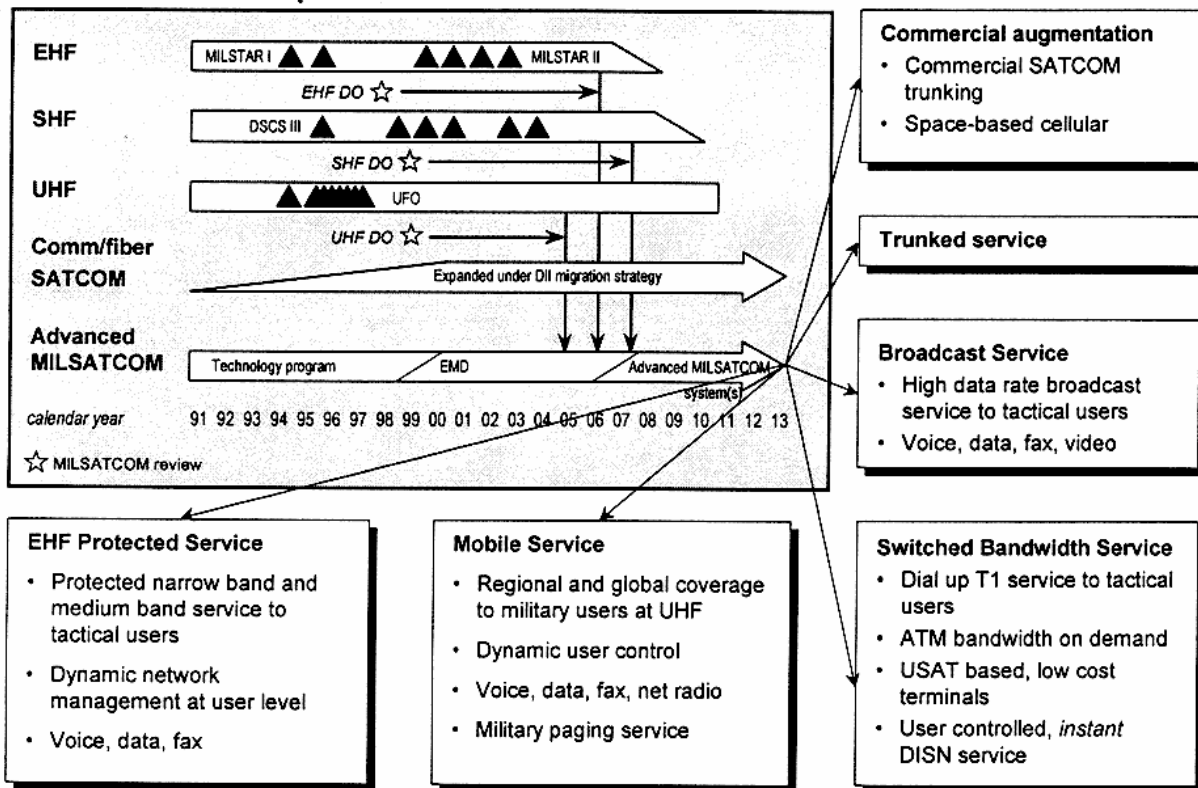 EHF
MILSTAR I
MILSTAR II
EHF DO
SHF
DSCS III
SHF DO
UHF
UFO
UHF DO
Comm/fiber
SATCOM
Expanded under DII migration strategy
Advanced
MILSATCOM
Technology program
EMD
Advanced MILSATCOM
system(s)
calendar year 91 92 93 94 95 96 97 98 99 00 01 02 03 04 05 06 07 08 09 10 11 12 13
☆ MILSATCOM review
Commercial augmentation
• Commercial SATCOM
trunking
• Space-based cellular
Trunked service
Broadcast Service
• High data rate broadcast
service to tactical users
• Voice, data, fax, video
EHF Protected Service
• Protected narrow band and
medium band service to
tactical users
• Dynamic network
management at user level
• Voice, data, fax
Mobile Service
• Regional and global coverage
to military users at UHF
• Dynamic user control
• Voice, data, fax, net radio
• Military paging service
Switched Bandwidth Service
• Dial up T1 service to tactical
users
• ATM bandwidth on demand
• USAT based, low cost
terminals
• User controlled, instant
DISN service